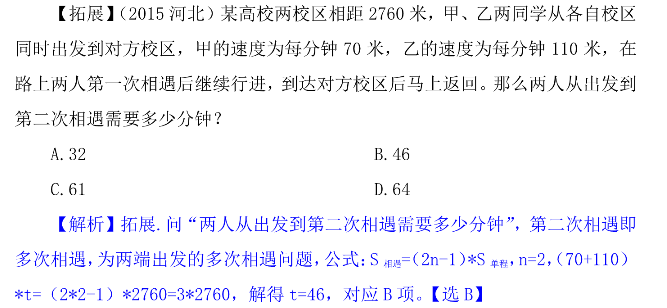 【拓展】（2015 河北）某高校两校区相距 2760 米，甲、乙两同学从各自校区
同时出发到对方校区，甲的速度为每分钟 70 米，乙的速度为每分钟 110 米，在
路上两人第一次相遇后继续行进，到达对方校区后马上返回。那么两人从出发到
第二次相遇需要多少分钟？
A.32 B.46
C.61 D.64
【解析】拓展.问“两人从出发到第二次相遇需要多少分钟”，第二次相遇即
多次相遇，为两端出发的多次相遇问题，公式：S 相遇=（2n-1）*S 单程，n=2，（70+110）
*t=（2*2-1）*2760=3*2760，解得 t=46，对应 B 项。【选 B】